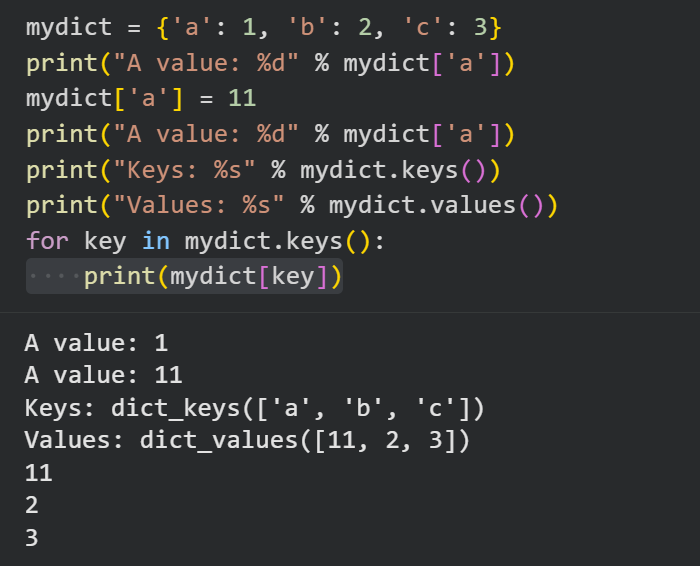 mydict = {'a': 1, 'b': 2, 'c': 3}
print("A value: %d" % mydict['a'])
mydict['a'] = 11
print("A value: %d" % mydict['a'])
print("Keys: %s" % mydict.keys())
print("Values: %s" % mydict.values())
for key in mydict.keys():
    print(mydict[key])
A value: 1
A value: 11
Keys: dict_keys(['a', 'b', 'c'])
Values: dict_values([11, 2, 3])
11
2
3